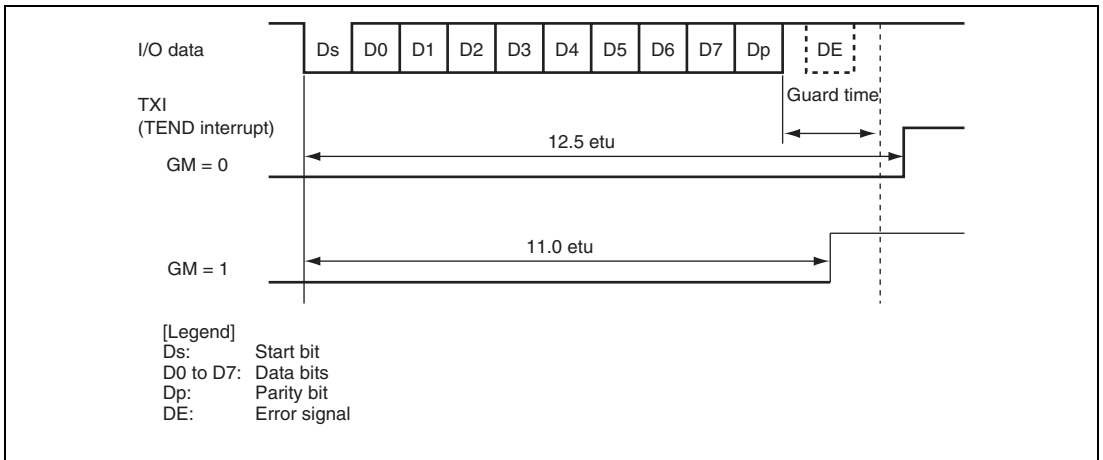 I/O data
Ds D0 D1 D2 D3 D4 D5 D6 D7 Dp DE
Guard time
TXI
(TEND interrupt)
12.5 etu
GM = 0
11.0 etu
GM = 1
[Legend]
Ds: Start bit
D0 to D7: Data bits
Dp: Parity bit
DE: Error signal